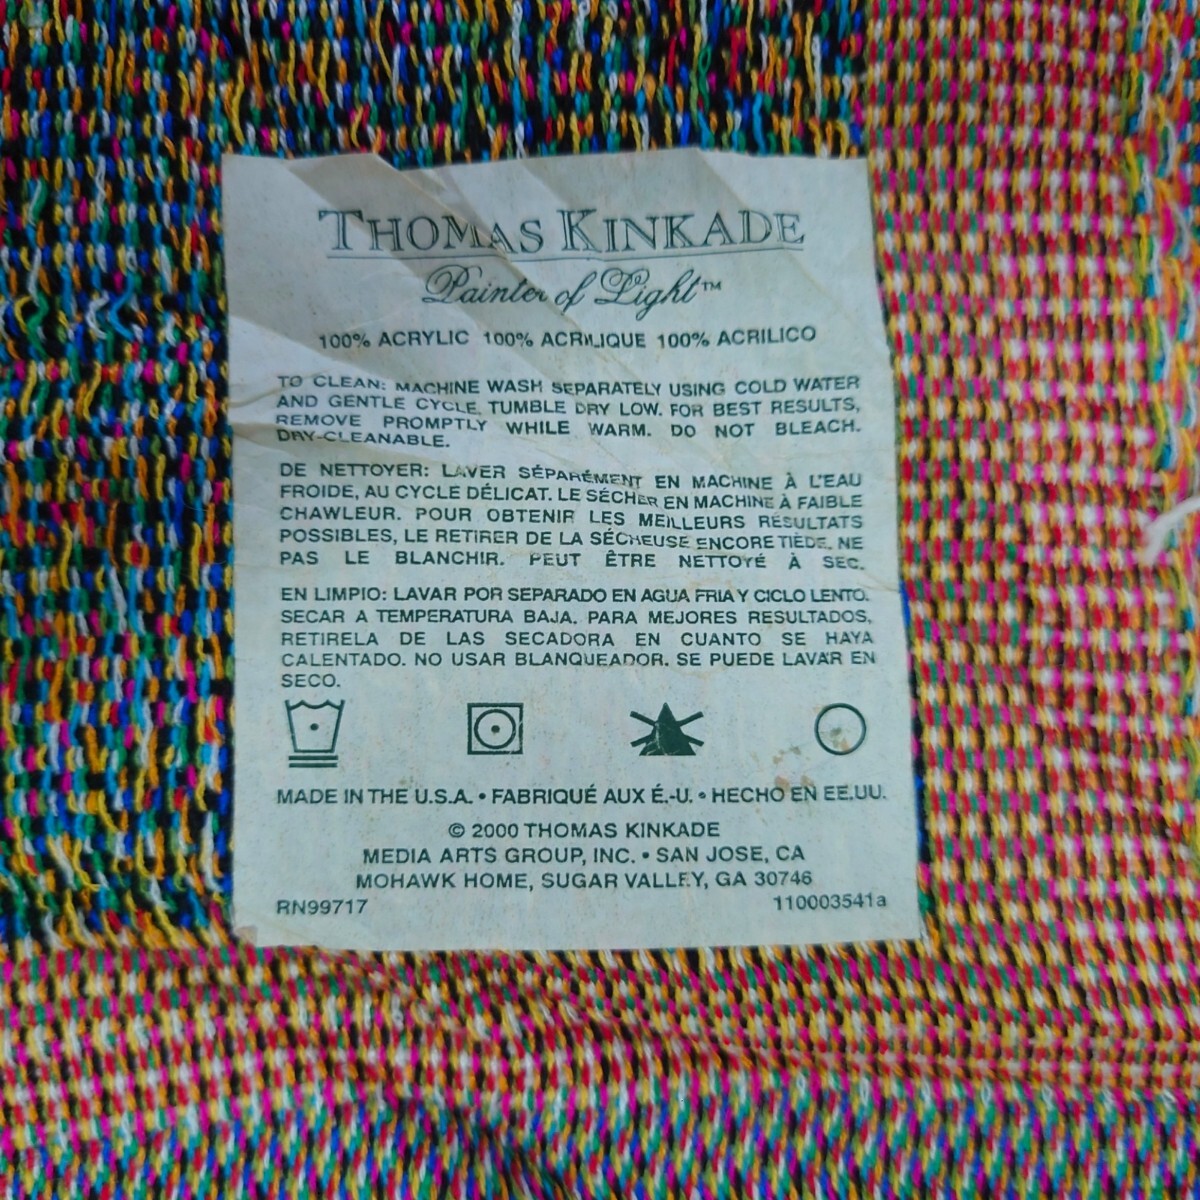 THOMAS KINKADE
Painter of Light™
100% ACRYLIC 100% ACRILIQUE 100% ACRILICO
TO CLEAN: MACHINE WASH SEPARATELY USING COLD WATER
AND GENTLE CYCLE. TUMBLE DRY LOW. FOR BEST RESULTS,
REMOVE PROMPTLY WHILE WARM. DO NOT BLEACH.
DRY-CLEANABLE.
DE NETTOYER: LAVER SÉPARÉMENT EN MACHINE À L'EAU
FROIDE, AU CYCLE DÉLICAT. LE SÉCHER EN MACHINE À FAIBLE
CHAWLEUR. POUR OBTENIR LES MEILLEURS RÉSULTATS
POSSIBLES, LE RETIRER DE LA SÉCHEUSE ENCORE TIÈDE. NE
PAS LE BLANCHIR. PEUT ÊTRE NETTOYÉ À SEC.
EN LIMPIO: LAVAR POR SEPARADO EN AGUA FRIA Y CICLO LENTO.
SECAR A TEMPERATURA BAJA. PARA MEJORES RESULTADOS,
RETIRELA DE LAS SECADORA EN CUANTO SE HAYA
CALENTADO. NO USAR BLANQUEADOR. SE PUEDE LAVAR EN
SECO.
MADE IN THE U.S.A. • FABRIQUÉ AUX É.-U. • HECHO EN EE.UU.
© 2000 THOMAS KINKADE
MEDIA ARTS GROUP, INC. • SAN JOSE, CA
MOHAWK HOME, SUGAR VALLEY, GA 30746
RN99717 110003541a